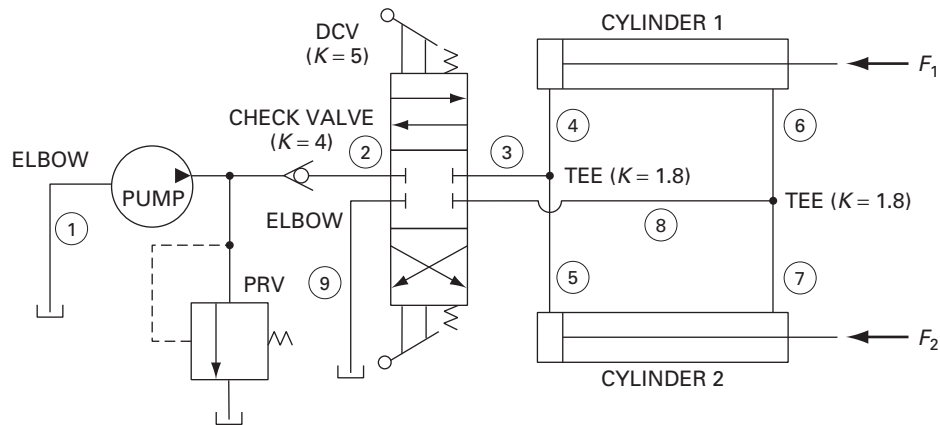 CYLINDER 1
DCV
(K = 5)
F1
CHECK VALVE
(K = 4)
2
3
4
6
ELBOW
TEE (K = 1.8)
PUMP
TEE (K = 1.8)
1
ELBOW
8
9
5
7
PRV
F2
CYLINDER 2